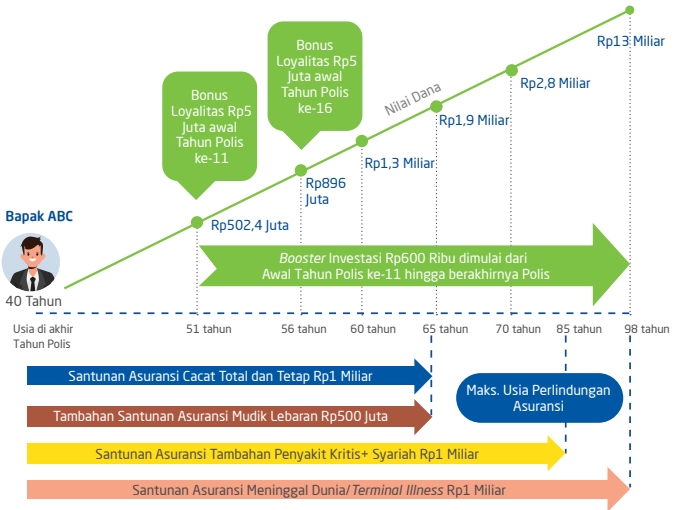 Bonus
Loyalitas Rp5
Juta awal
Tahun Polis
ke-16
Bonus
Loyalitas Rp5
Juta awal
Tahun Polis
ke-11
Nilai Dana
Rp13 Miliar
Rp2,8 Miliar
Rp1,9 Miliar
Rp1,3 Miliar
Rp896
Juta
Rp502,4 Juta
Bapak ABC
40 Tahun
Booster Investasi Rp600 Ribu dimulai dari
Awal Tahun Polis ke-11 hingga berakhirnya Polis
Usia di akhir
Tahun Polis
51 tahun
56 tahun
60 tahun
65 tahun
70 tahun
85 tahun
98 tahun
Santunan Asuransi Cacat Total dan Tetap Rp1 Miliar
Maks. Usia Perlindungan
Asuransi
Tambahan Santunan Asuransi Mudik Lebaran Rp500 Juta
Santunan Asuransi Tambahan Penyakit Kritis+ Syariah Rp1 Miliar
Santunan Asuransi Meninggal Dunia/Terminal Illness Rp1 Miliar